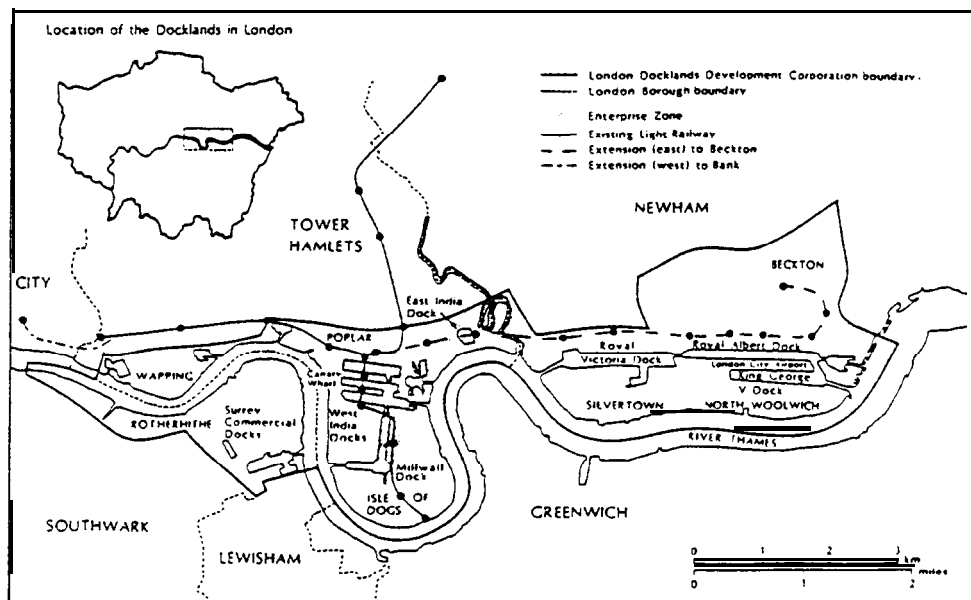 Location of the Docklands in London
London Docklands Development Corporation boundary.
London Borough boundary
Enterprise Zone
Existing Light Railway
Extension (east) to Beckton
Extension (west) to Bank
NEWHAM
TOWER
HAMLETS
CITY
BECKTON
East India
Dock
POPLAR
Royal
Victoria Dock
Royal Albert Dock
London City Airport
King George
V Dock
WAPPING
Canary
Wharf
SILVERTOWN
NORTH WOOLWICH
ROTHERHITHE
Surrey
Commercial
Docks
West
India
Docks
RIVER THAMES
Millwall
Dock
ISLE OF
DOGS
GREENWICH
SOUTHWARK
LEWISHAM
0 1 2 3
km
miles
0 1 2